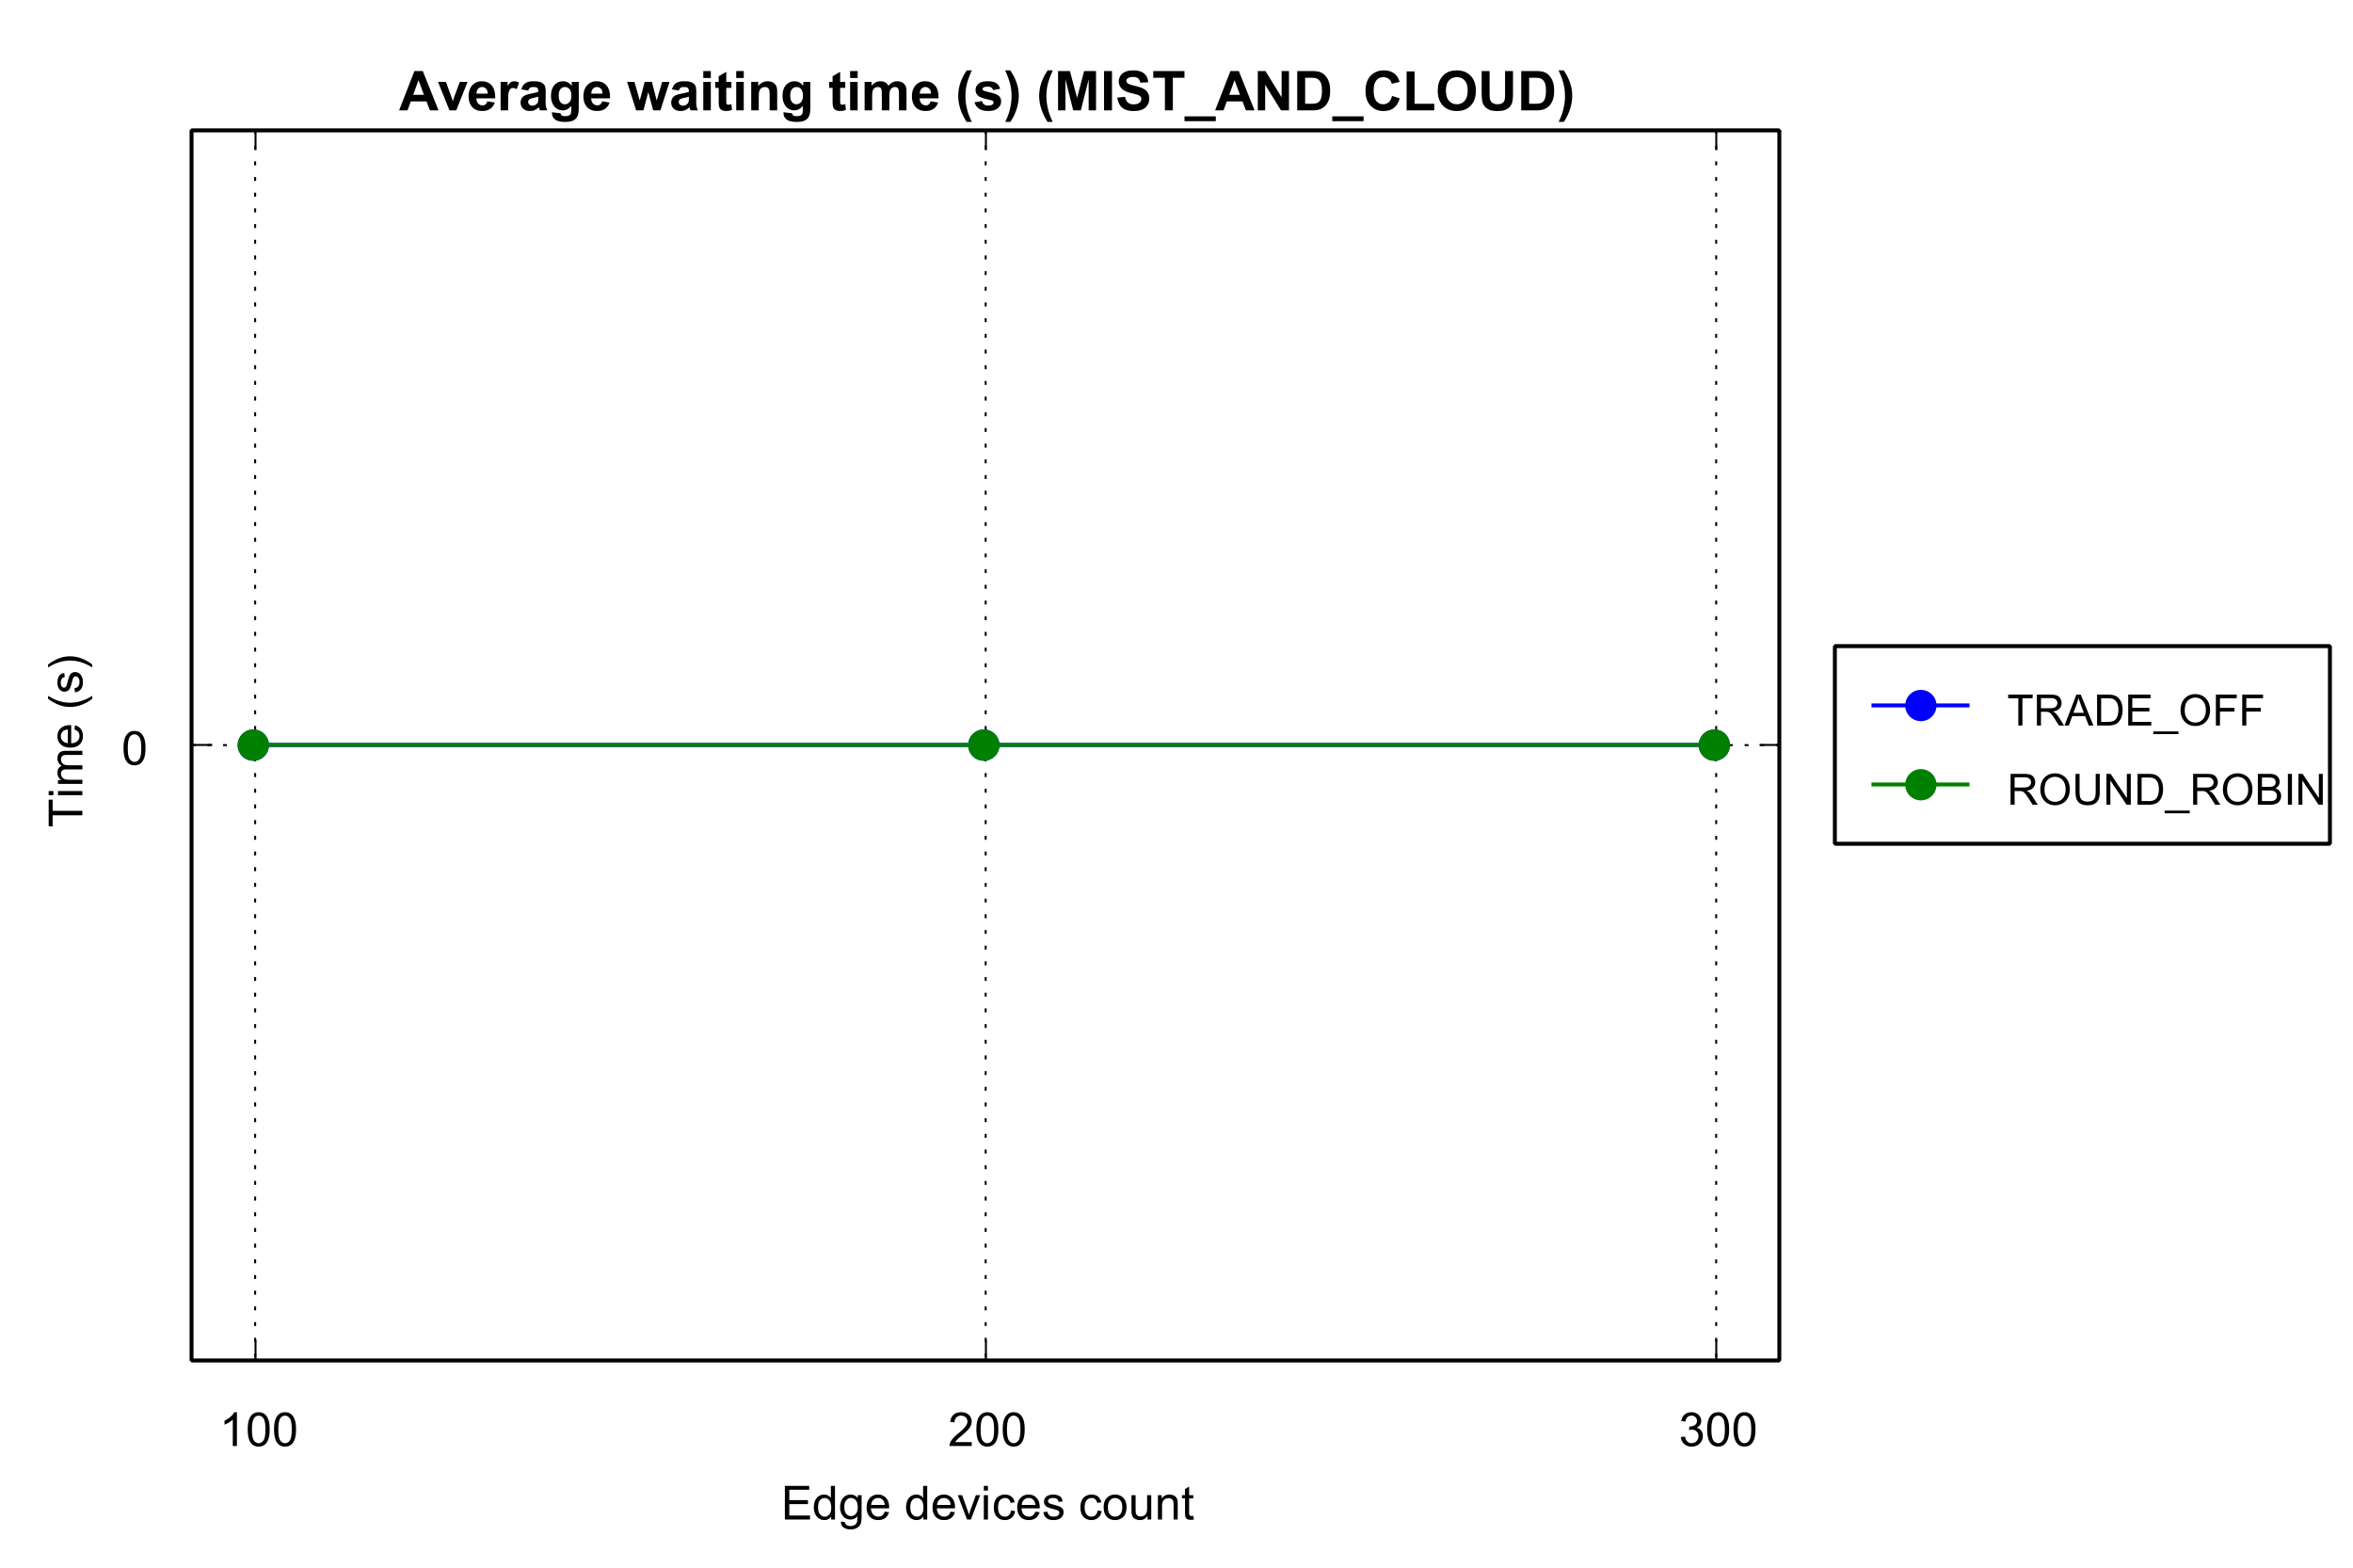 Average waiting time (s) (MIST_AND_CLOUD)
Time (s)
0
TRADE_OFF
ROUND_ROBIN
100 200 300
Edge devices count